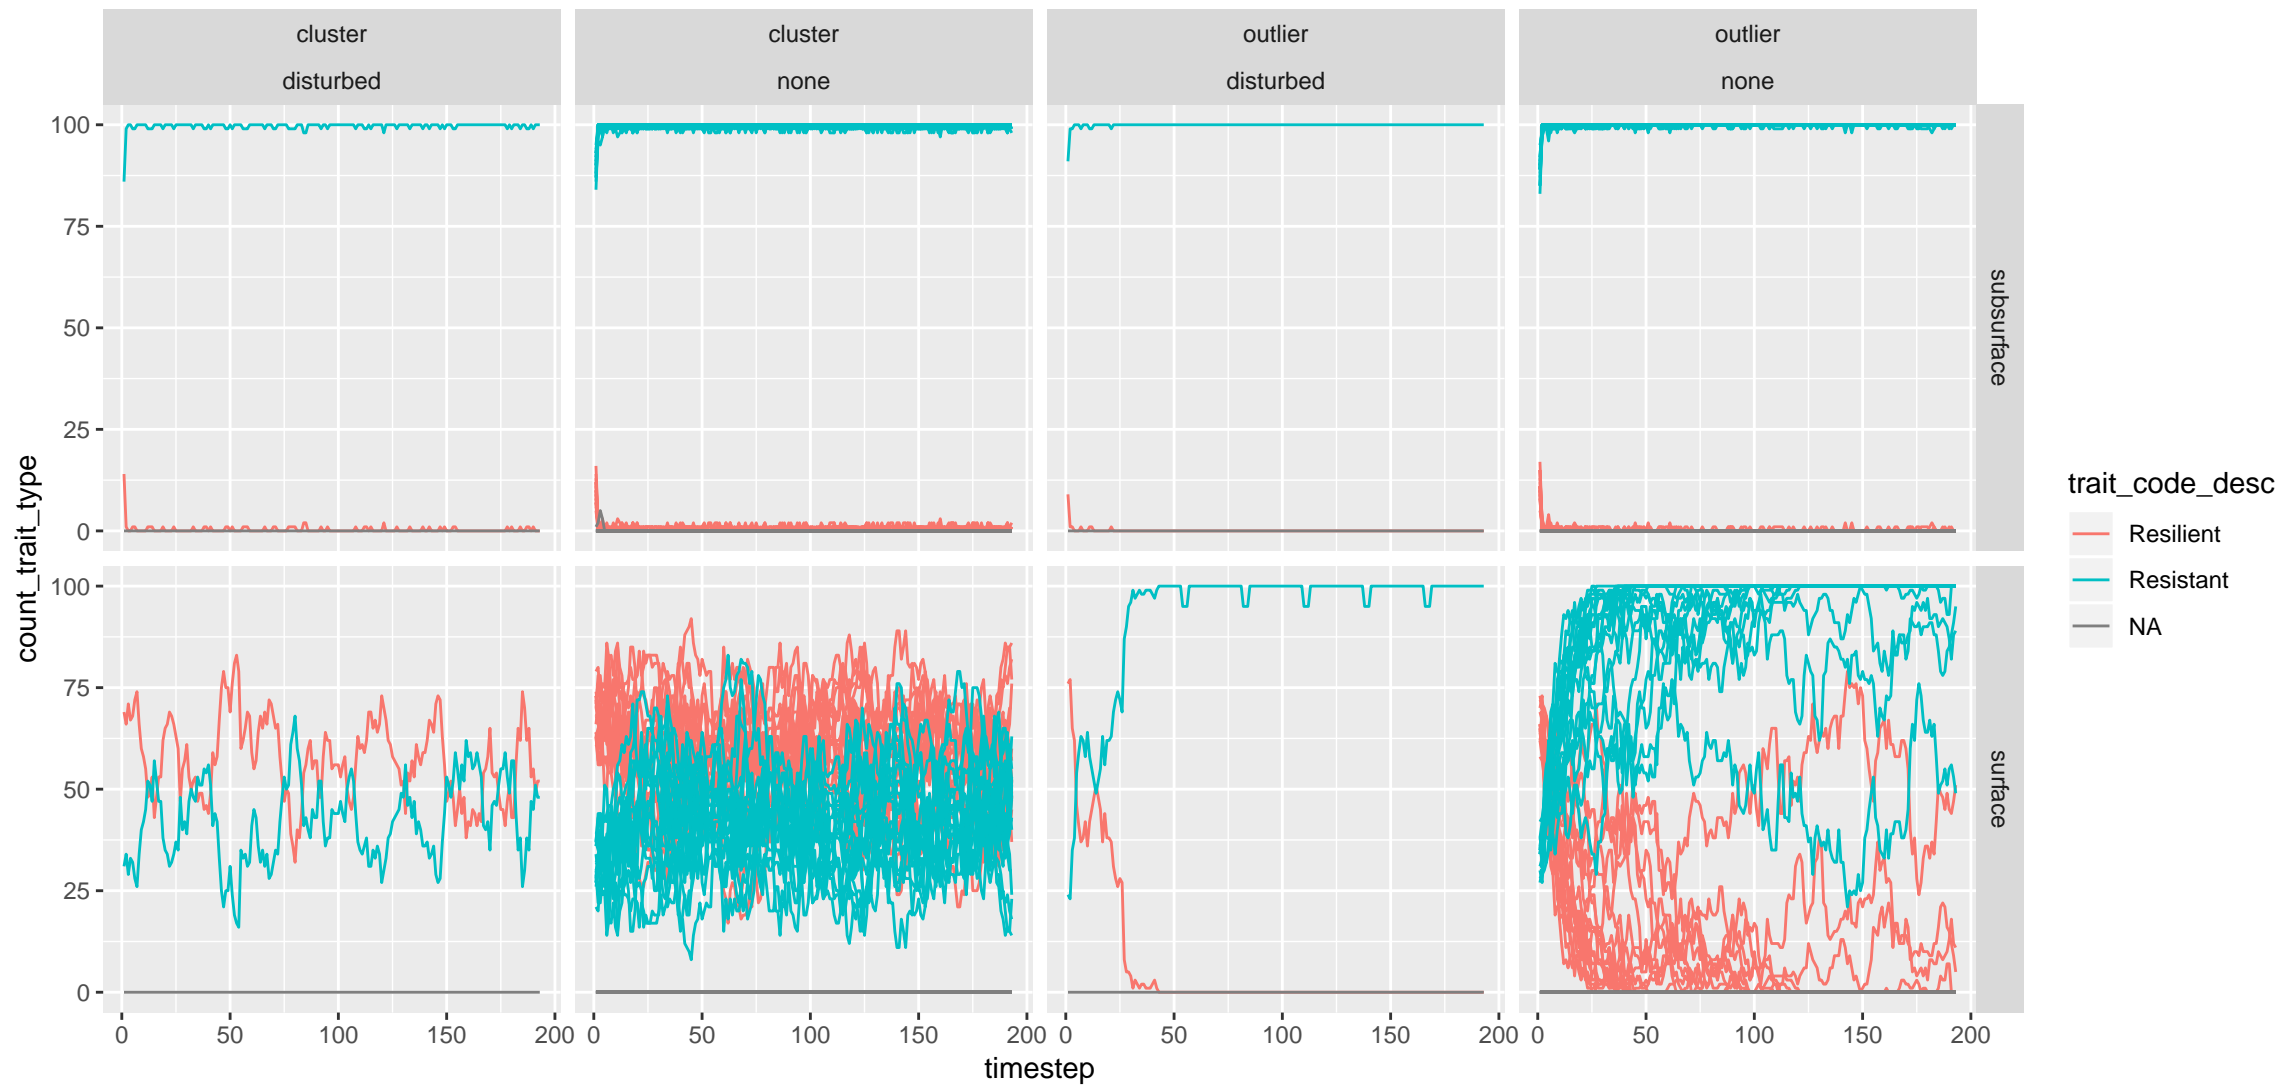 cluster
cluster
outlier
outlier
disturbed
none
disturbed
none
100
75
50
25
0
subsurface
100
75
50
25
0
surface
0 50 100 150 200
0 50 100 150 200
0 50 100 150 200
0 50 100 150 200
timestep
count_trait_type
trait_code_desc
Resilient
Resistant
NA